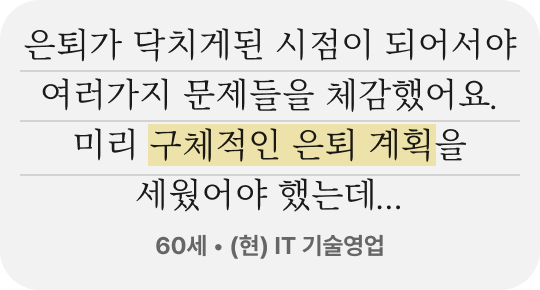 은퇴가 닥치게된 시점이 되어서야
여러가지 문제들을 체감했어요.
미리 구체적인 은퇴 계획을
세웠어야 했는데...
60세 • (현) IT 기술영업